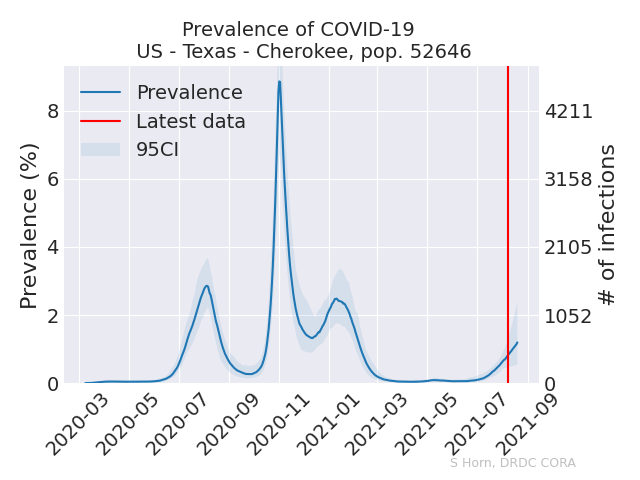 Prevalence of COVID-19
US - Texas - Cherokee, pop. 52646
Prevalence
Latest data
95CI
Prevalence (%)
8
6
4
2
0
# of infections
4211
3158
2105
1052
0
2020-03
2020-05
2020-07
2020-09
2020-11
2021-01
2021-03
2021-05
2021-07
2021-09
S Horn, DRDC CORA